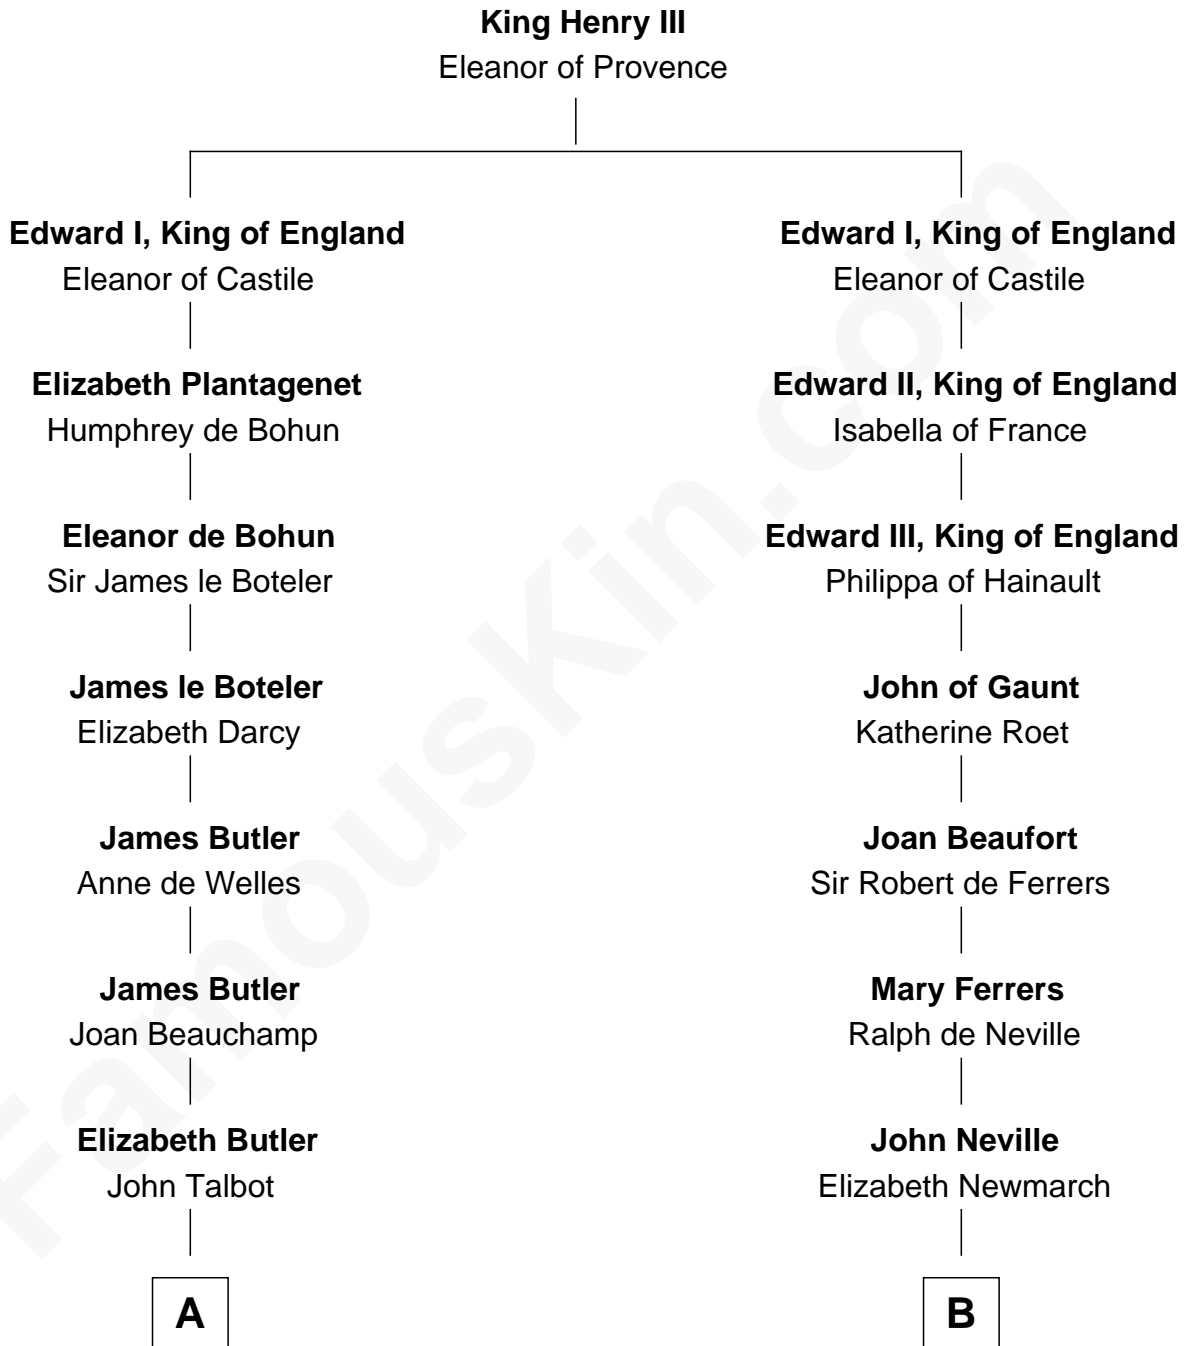 King Henry III
Eleanor of Provence
Edward I, King of England
Eleanor of Castile
Edward I, King of England
Eleanor of Castile
Elizabeth Plantagenet
Humphrey de Bohun
Edward II, King of England
Isabella of France
Eleanor de Bohun
Sir James le Boteler
Edward III, King of England
Philippa of Hainault
James le Boteler
Elizabeth Darcy
John of Gaunt
Katherine Roet
James Butler
Anne de Welles
Joan Beaufort
Sir Robert de Ferrers
James Butler
Joan Beauchamp
Mary Ferrers
Ralph de Neville
Elizabeth Butler
John Talbot
John Neville
Elizabeth Newmarch
A
B
FamousKin.com